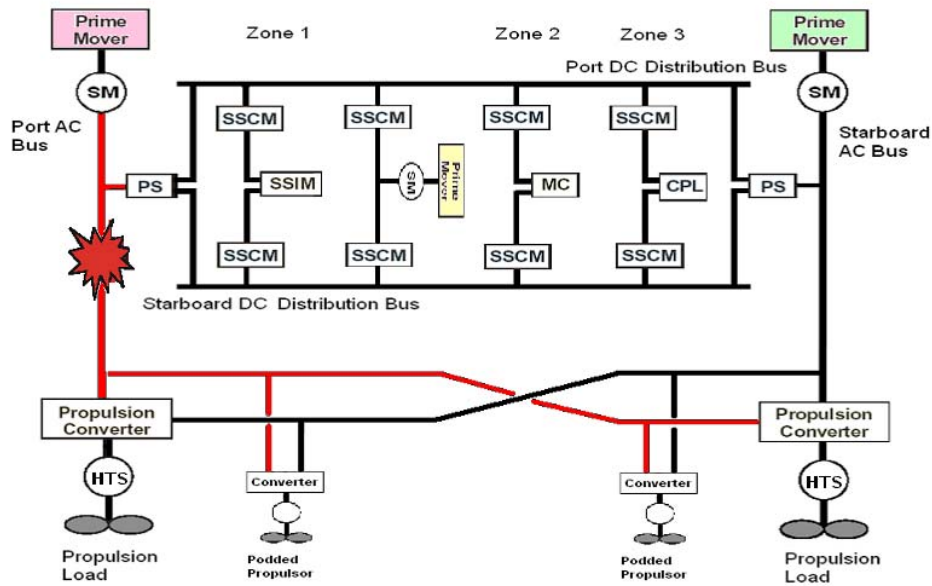 Prime
Mover
Zone 1
Zone 2
Zone 3
Prime
Mover
Port DC Distribution Bus
SM
SM
Port AC
Bus
SSCM
SSCM
SSCM
SSCM
Starboard
AC Bus
PS
SSIM
SM
Prime
Mover
MC
CPL
PS
SSCM
SSCM
SSCM
SSCM
Starboard DC Distribution Bus
Propulsion
Converter
Propulsion
Converter
HTS
Converter
Converter
HTS
Propulsion
Load
Podded
Propulsor
Podded
Propulsor
Propulsion
Load